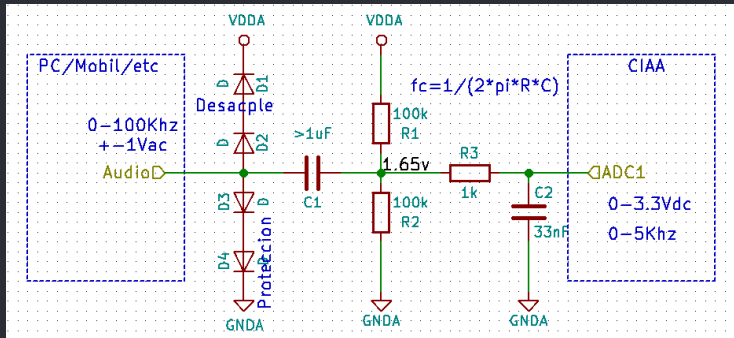 VDDA
VDDA
PC/Mobil/etc
D
D1
fc=1/(2*pi*R*C)
CIAA
Desacple
100k
R1
0-100Khz
+-1Vac
D
D2
>1uF
Audio
1.65v
R3
ADC1
C1
1k
D3
D
100k
R2
C2
33nF
0-3.3Vdc
0-5Khz
D4
Proteccion
GNDA
GNDA
GNDA